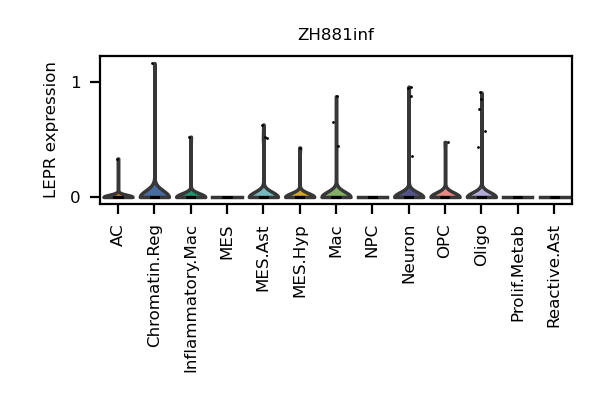 ZH881inf
LEPR expression
1
0
AC
Chromatin.Reg
Inflammatory.Mac
MES
MES.Ast
MES.Hyp
Mac
NPC
Neuron
OPC
Oligo
Prolif.Metab
Reactive.Ast